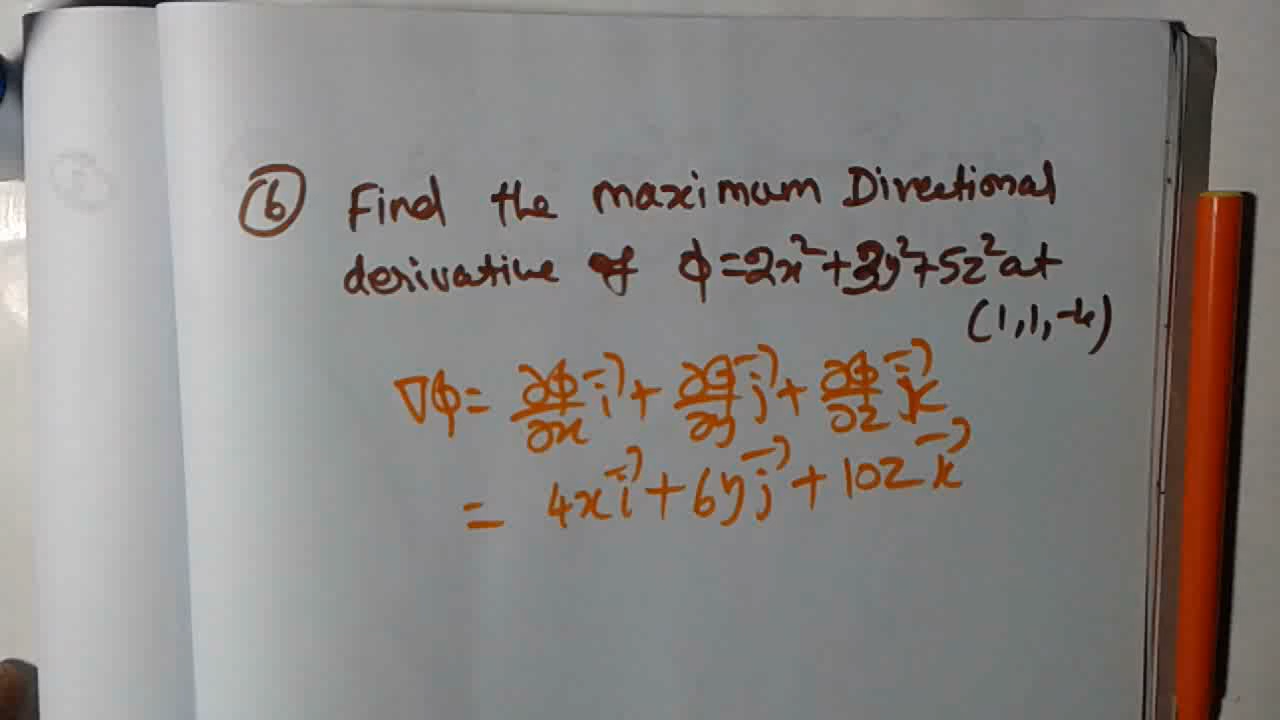 (6) Find the maximum Directional
derivative of ϕ=2x²+3y²+5z² at
(1,1,-4)
∇ϕ = ∂ϕ/∂x i⃗ + ∂ϕ/∂y j⃗ + ∂ϕ/∂z k⃗
= 4x i⃗ + 6y j⃗ + 10z k⃗